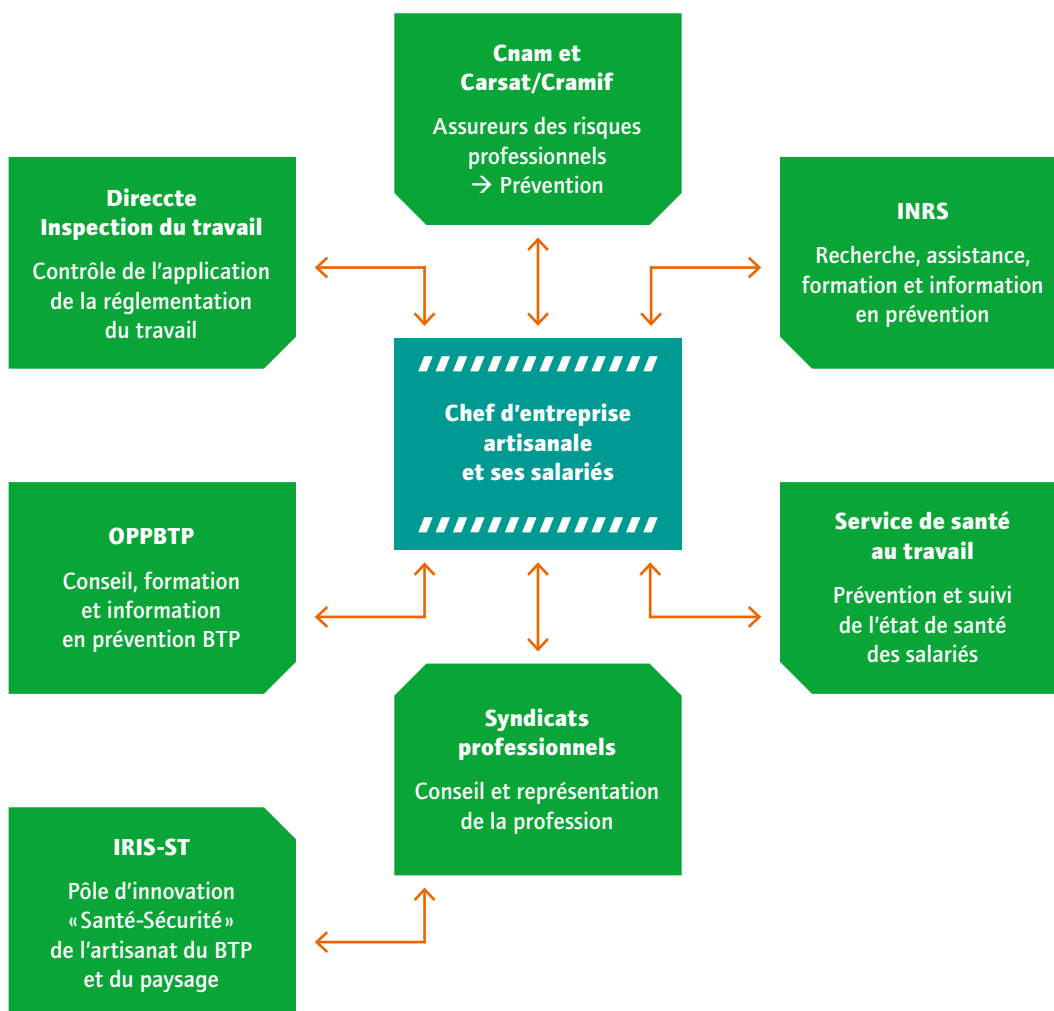 Cnam et
Carsat/Cramif
Assureurs des risques
professionnels
→ Prévention
Direccte
Inspection du travail
Contrôle de l'application
de la réglementation
du travail
INRS
Recherche, assistance,
formation et information
en prévention
Chef d'entreprise
artisanale
et ses salariés
OPPBTP
Conseil, formation
et information
en prévention BTP
Service de santé
au travail
Prévention et suivi
de l'état de santé
des salariés
Syndicats
professionnels
Conseil et représentation
de la profession
IRIS-ST
Pôle d'innovation
«Santé-Sécurité»
de l'artisanat du BTP
et du paysage